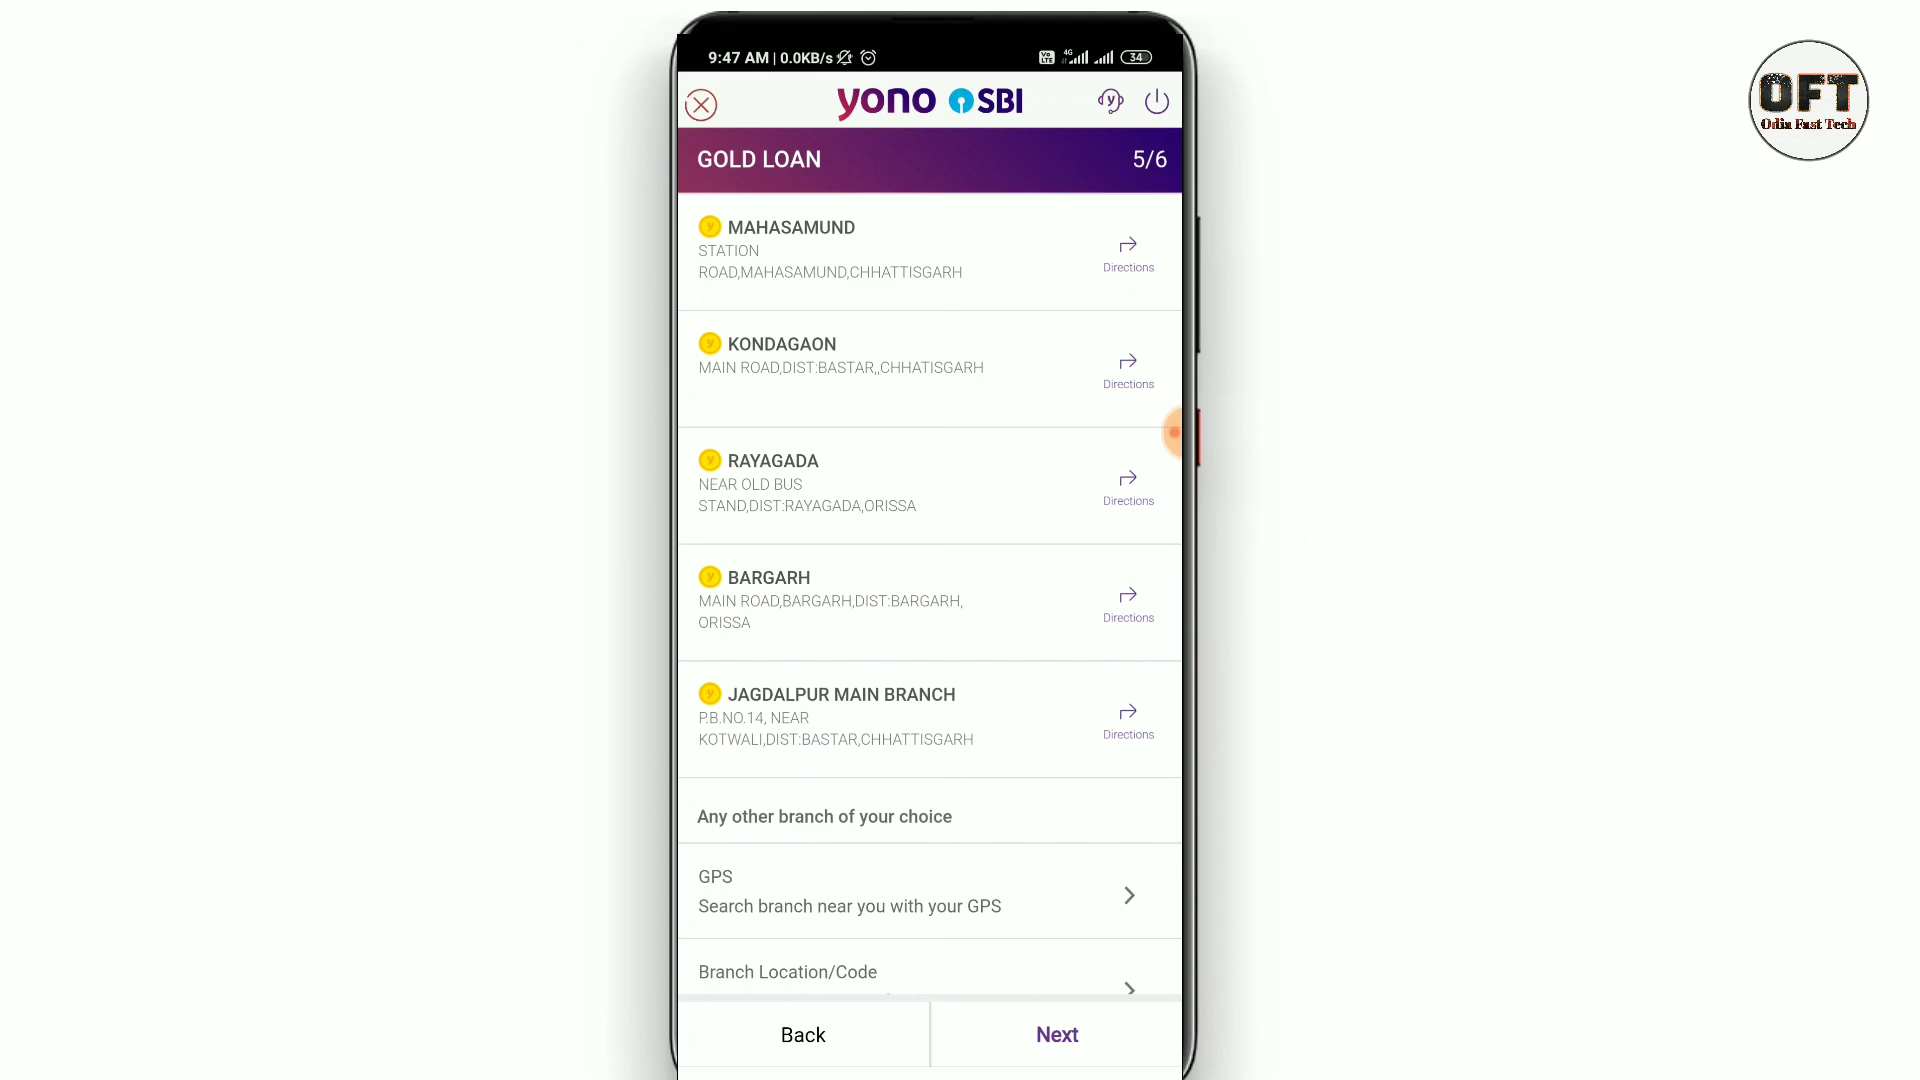 9:47 AM | 0.0KB/s
Vo LTE 4G 34
yono SBI
OFT
Odia Fast Tech
GOLD LOAN 5/6
MAHASAMUND
STATION
ROAD,MAHASAMUND,CHHATTISGARH
Directions
KONDAGAON
MAIN ROAD,DIST:BASTAR,,CHHATISGARH
Directions
RAYAGADA
NEAR OLD BUS
STAND,DIST:RAYAGADA,ORISSA
Directions
BARGARH
MAIN ROAD,BARGARH,DIST:BARGARH,
ORISSA
Directions
JAGDALPUR MAIN BRANCH
P.B.NO.14, NEAR
KOTWALI,DIST:BASTAR,CHHATTISGARH
Directions
Any other branch of your choice
GPS
Search branch near you with your GPS
Branch Location/Code
Back Next